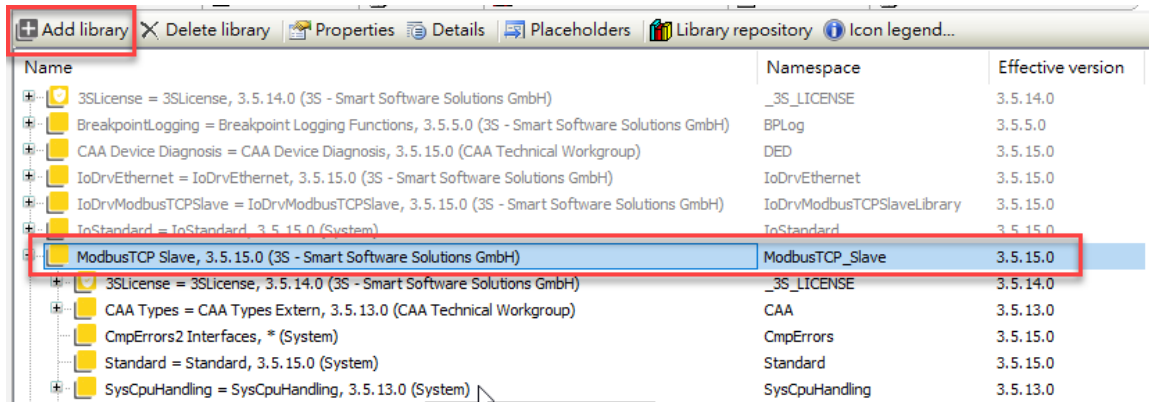 Add library Delete library Properties Details Placeholders Library repository Icon legend...
Name Namespace Effective version
3SLicense = 3SLicense, 3.5.14.0 (3S - Smart Software Solutions GmbH) _3S_LICENSE 3.5.14.0
BreakpointLogging = Breakpoint Logging Functions, 3.5.5.0 (3S - Smart Software Solutions GmbH) BPLog 3.5.5.0
CAA Device Diagnosis = CAA Device Diagnosis, 3.5.15.0 (CAA Technical Workgroup) DED 3.5.15.0
IoDrvEthernet = IoDrvEthernet, 3.5.15.0 (3S - Smart Software Solutions GmbH) IoDrvEthernet 3.5.15.0
IoDrvModbusTCPSlave = IoDrvModbusTCPSlave, 3.5.15.0 (3S - Smart Software Solutions GmbH) IoDrvModbusTCPSlaveLibrary 3.5.15.0
IoStandard = IoStandard, 3.5.15.0 (System) IoStandard 3.5.15.0
ModbusTCP Slave, 3.5.15.0 (3S - Smart Software Solutions GmbH) ModbusTCP_Slave 3.5.15.0
3SLicense = 3SLicense, 3.5.14.0 (3S - Smart Software Solutions GmbH) _3S_LICENSE 3.5.14.0
CAA Types = CAA Types Extern, 3.5.13.0 (CAA Technical Workgroup) CAA 3.5.13.0
CmpErrors2 Interfaces, * (System) CmpErrors 3.5.15.0
Standard = Standard, 3.5.15.0 (System) Standard 3.5.15.0
SysCpuHandling = SysCpuHandling, 3.5.13.0 (System) SysCpuHandling 3.5.13.0